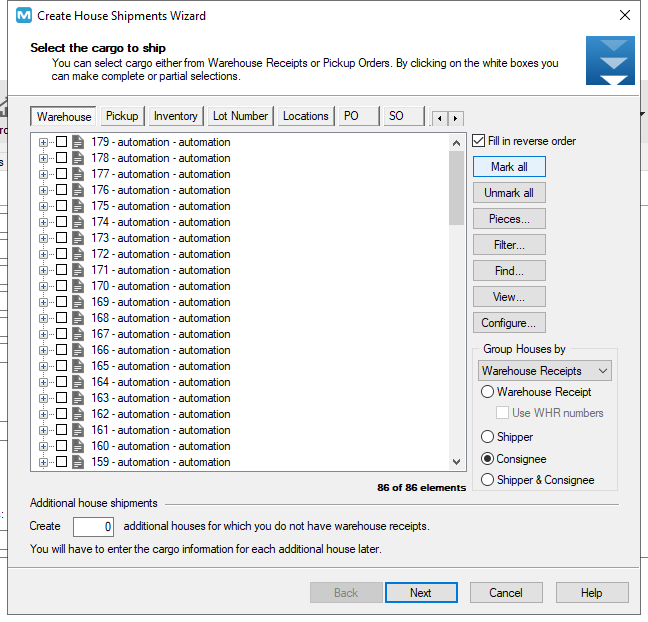 Create House Shipments Wizard
Select the cargo to ship
You can select cargo either from Warehouse Receipts or Pickup Orders. By clicking on the white boxes you
can make complete or partial selections.
Warehouse Pickup Inventory Lot Number Locations PO SO
179 - automation - automation
178 - automation - automation
177 - automation - automation
176 - automation - automation
175 - automation - automation
174 - automation - automation
173 - automation - automation
172 - automation - automation
171 - automation - automation
170 - automation - automation
169 - automation - automation
168 - automation - automation
167 - automation - automation
166 - automation - automation
165 - automation - automation
164 - automation - automation
163 - automation - automation
162 - automation - automation
161 - automation - automation
160 - automation - automation
159 - automation - automation
86 of 86 elements
Fill in reverse order
Mark all
Unmark all
Pieces...
Filter...
Find...
View...
Configure...
Group Houses by
Warehouse Receipts
Warehouse Receipt
Use WHR numbers
Shipper
Consignee
Shipper & Consignee
Additional house shipments
Create 0 additional houses for which you do not have warehouse receipts.
You will have to enter the cargo information for each additional house later.
Back Next Cancel Help